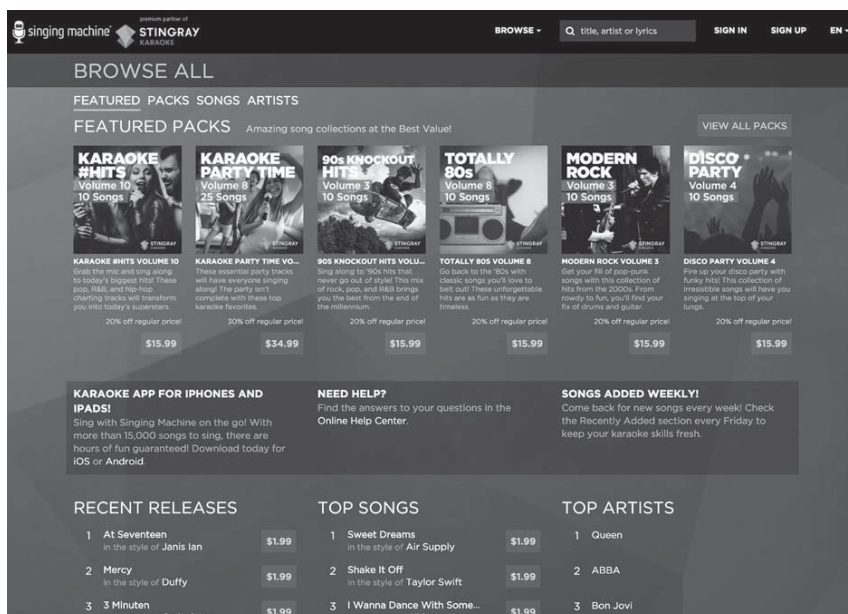 singing machine
premium partner of
STINGRAY
KARAOKE
BROWSE
title, artist or lyrics
SIGN IN
SIGN UP
EN
BROWSE ALL
FEATURED PACKS SONGS ARTISTS
FEATURED PACKS Amazing song collections at the Best Value!
VIEW ALL PACKS
KARAOKE
#HITS
Volume 10
10 Songs
STINGRAY
KARAOKE #HITS VOLUME 10
Grab the mic and sing along
to today's biggest hits! These
pop, R&B, and hip-hop
charting tracks will transform
you into today's superstars.
20% off regular price!
$15.99
KARAOKE
PARTY TIME
Volume 8
25 Songs
STINGRAY
KARAOKE PARTY TIME VO...
These essential party tracks
will have everyone singing
along! The party isn't
complete with these top
karaoke favorites.
30% off regular price!
$34.99
90s KNOCKOUT
HITS
Volume 3
10 Songs
STINGRAY
90S KNOCKOUT HITS VOLU...
Sing along to '90s hits that
never go out of style! This mix
of rock, pop, and R&B brings
you the best from the end of
the millennium.
20% off regular price!
$15.99
TOTALLY
80s
Volume 8
10 Songs
STINGRAY
TOTALLY 80S VOLUME 8
Go back to the '80s with
classic songs you'll love to
belt out! These unforgettable
hits are as fun as they are
timeless.
20% off regular price!
$15.99
MODERN
ROCK
Volume 3
10 Songs
STINGRAY
MODERN ROCK VOLUME 3
Get your fill of pop-punk
songs with this collection of
hits from the 2000s. From
rowdy to fun, you'll find your
fix of drums and guitar.
20% off regular price!
$15.99
DISCO
PARTY
Volume 4
10 Songs
STINGRAY
DISCO PARTY VOLUME 4
Fire up your disco party with
funky hits! This collection of
irresistible songs will have you
singing at the top of your
lungs.
20% off regular price!
$15.99
KARAOKE APP FOR IPHONES AND
IPADS!
Sing with Singing Machine on the go! With
more than 15,000 songs to sing, there are
hours of fun guaranteed! Download today for
iOS or Android.
NEED HELP?
Find the answers to your questions in the
Online Help Center.
SONGS ADDED WEEKLY!
Come back for new songs every week! Check
the Recently Added section every Friday to
keep your karaoke skills fresh.
RECENT RELEASES
1 At Seventeen
in the style of Janis Ian
$1.99
2 Mercy
in the style of Duffy
$1.99
3 3 Minuten
$1.99
TOP SONGS
1 Sweet Dreams
in the style of Air Supply
$1.99
2 Shake It Off
in the style of Taylor Swift
$1.99
3 I Wanna Dance With Some...
$1.99
TOP ARTISTS
1 Queen
2 ABBA
3 Bon Jovi